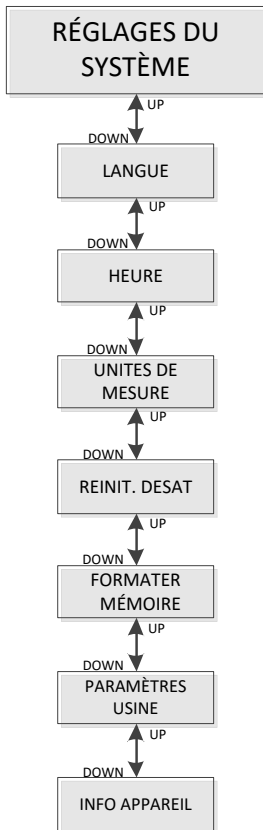 RÉGLAGES DU
SYSTÈME
UP
DOWN
LANGUE
UP
DOWN
HEURE
UP
DOWN
UNITES DE
MESURE
UP
DOWN
REINIT. DESAT
UP
DOWN
FORMATER
MÉMOIRE
UP
DOWN
PARAMÈTRES
USINE
UP
DOWN
INFO APPAREIL